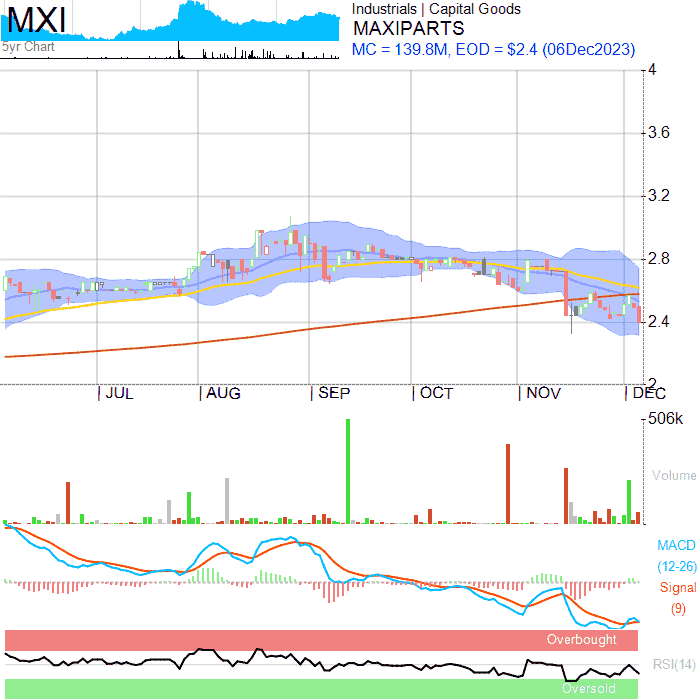 MXI
5yr Chart
Industrials | Capital Goods
MAXIPARTS
MC = 139.8M, EOD = $2.4 (06Dec2023)
4
3.6
3.2
2.8
2.4
2
JUL AUG SEP OCT NOV DEC
506k
Volume
MACD
(12-26)
Signal
(9)
Overbought
RSI(14)
Oversold